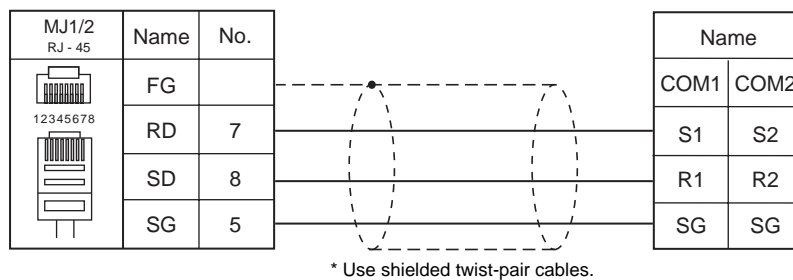 MJ1/2 Name No. Name
RJ - 45
FG COM1 COM2
12345678
RD 7 S1 S2
SD 8 R1 R2
SG 5 SG SG
* Use shielded twist-pair cables.